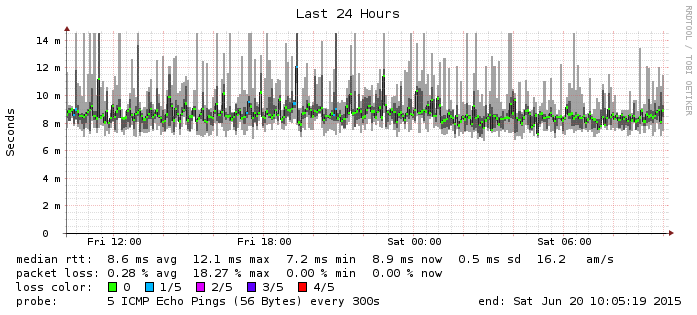 Last 24 Hours
RRDTOOL / TOBI OETIKER
Seconds
14 m
12 m
10 m
8 m
6 m
4 m
2 m
0
Fri 12:00 Fri 18:00 Sat 00:00 Sat 06:00
median rtt: 8.6 ms avg 12.1 ms max 7.2 ms min 8.9 ms now 0.5 ms sd 16.2 am/s
packet loss: 0.28 % avg 18.27 % max 0.00 % min 0.00 % now
loss color: 0 1/5 2/5 3/5 4/5
probe: 5 ICMP Echo Pings (56 Bytes) every 300s end: Sat Jun 20 10:05:19 2015